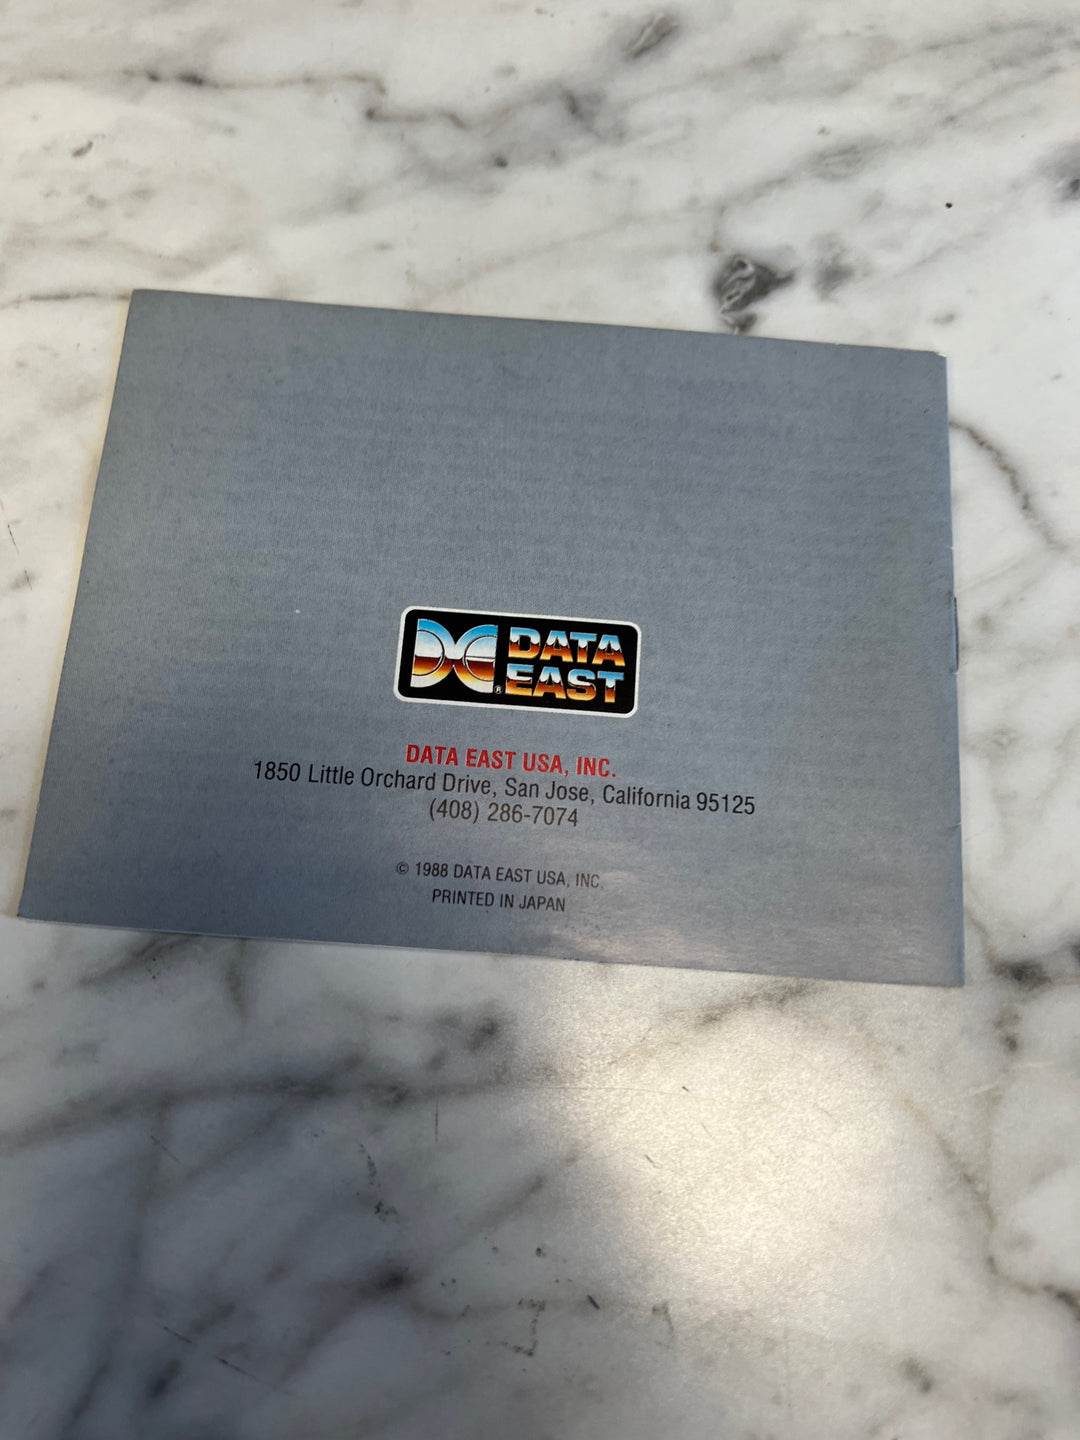 DATA
EAST
®
DATA EAST USA, INC.
1850 Little Orchard Drive, San Jose, California 95125
(408) 286-7074
© 1988 DATA EAST USA, INC.
PRINTED IN JAPAN